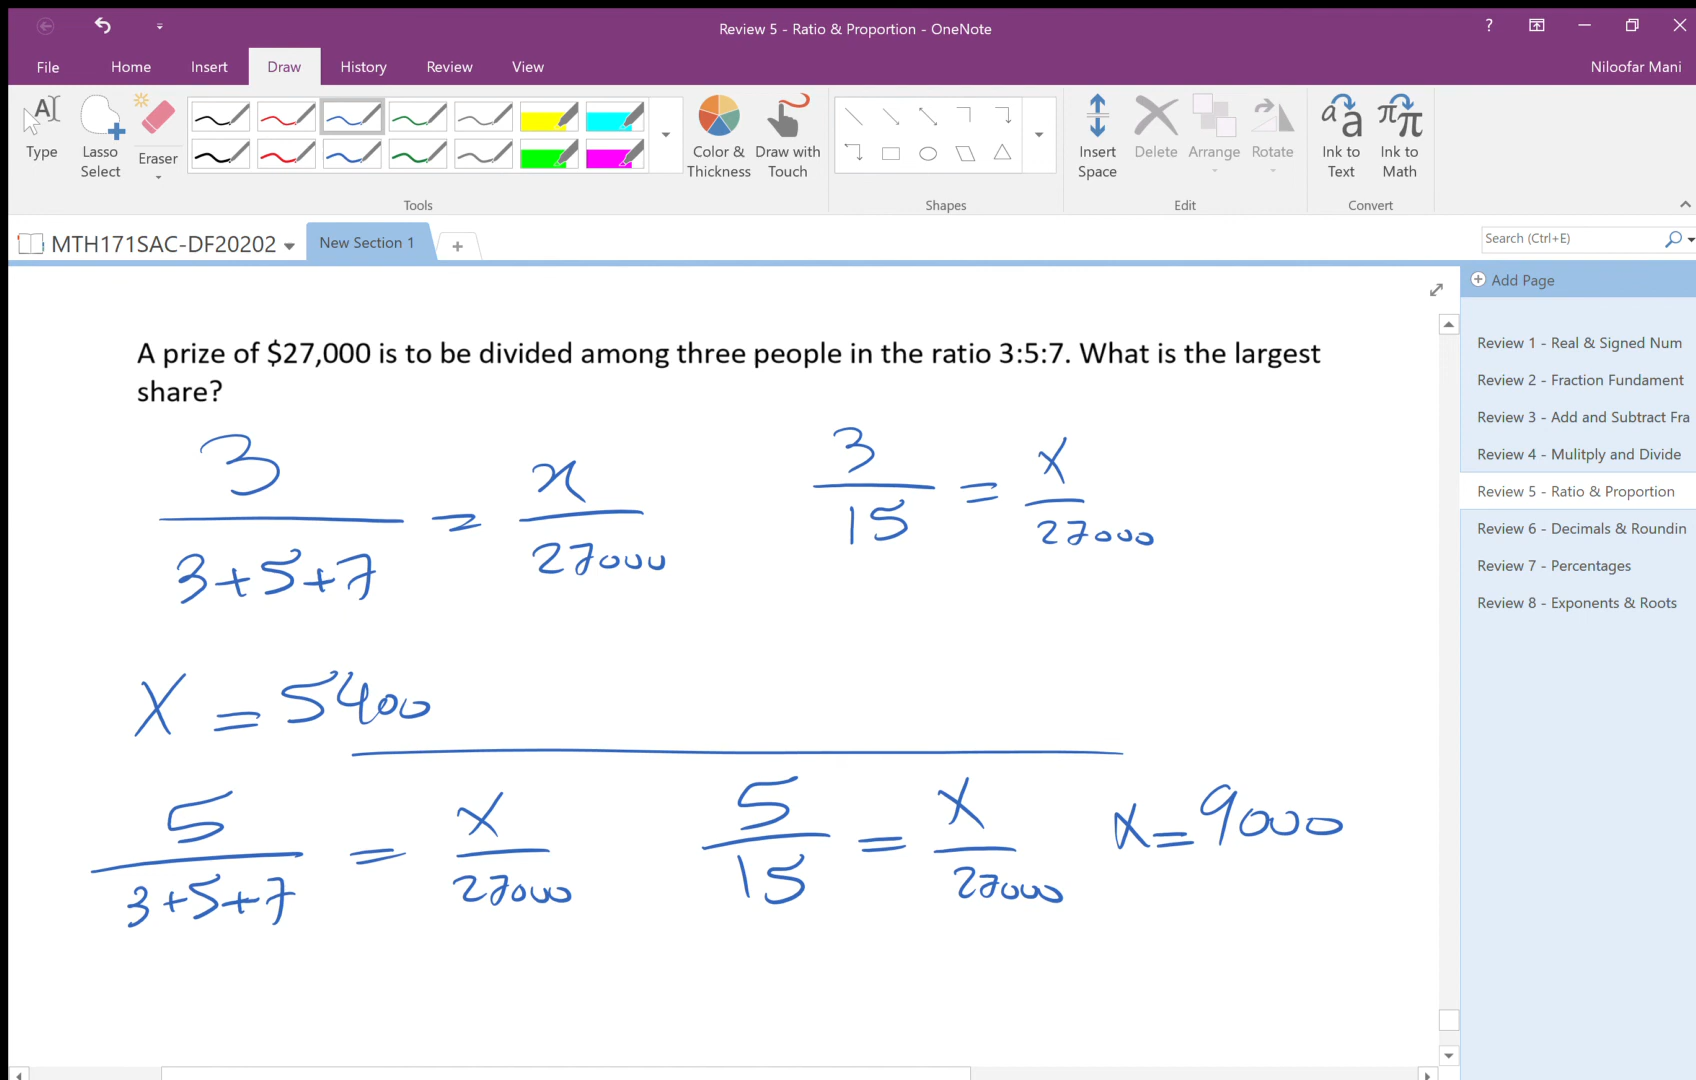 Review 5 - Ratio & Proportion - OneNote
?
File Home Insert Draw History Review View
Niloofar Mani
Type
Lasso Select
Eraser
Color & Thickness
Draw with Touch
Insert Space
Delete
Arrange
Rotate
Ink to Text
Ink to Math
Tools
Shapes
Edit
Convert
MTH171SAC-DF20202
New Section 1
+
Search (Ctrl+E)
Add Page
Review 1 - Real & Signed Num
Review 2 - Fraction Fundament
Review 3 - Add and Subtract Fra
Review 4 - Mulitply and Divide
Review 5 - Ratio & Proportion
Review 6 - Decimals & Roundin
Review 7 - Percentages
Review 8 - Exponents & Roots
A prize of $27,000 is to be divided among three people in the ratio 3:5:7. What is the largest
share?
3/(3+5+7) = x/27000
3/15 = x/27000
x = 5400
5/(3+5+7) = x/27000
5/15 = x/27000
x = 9000